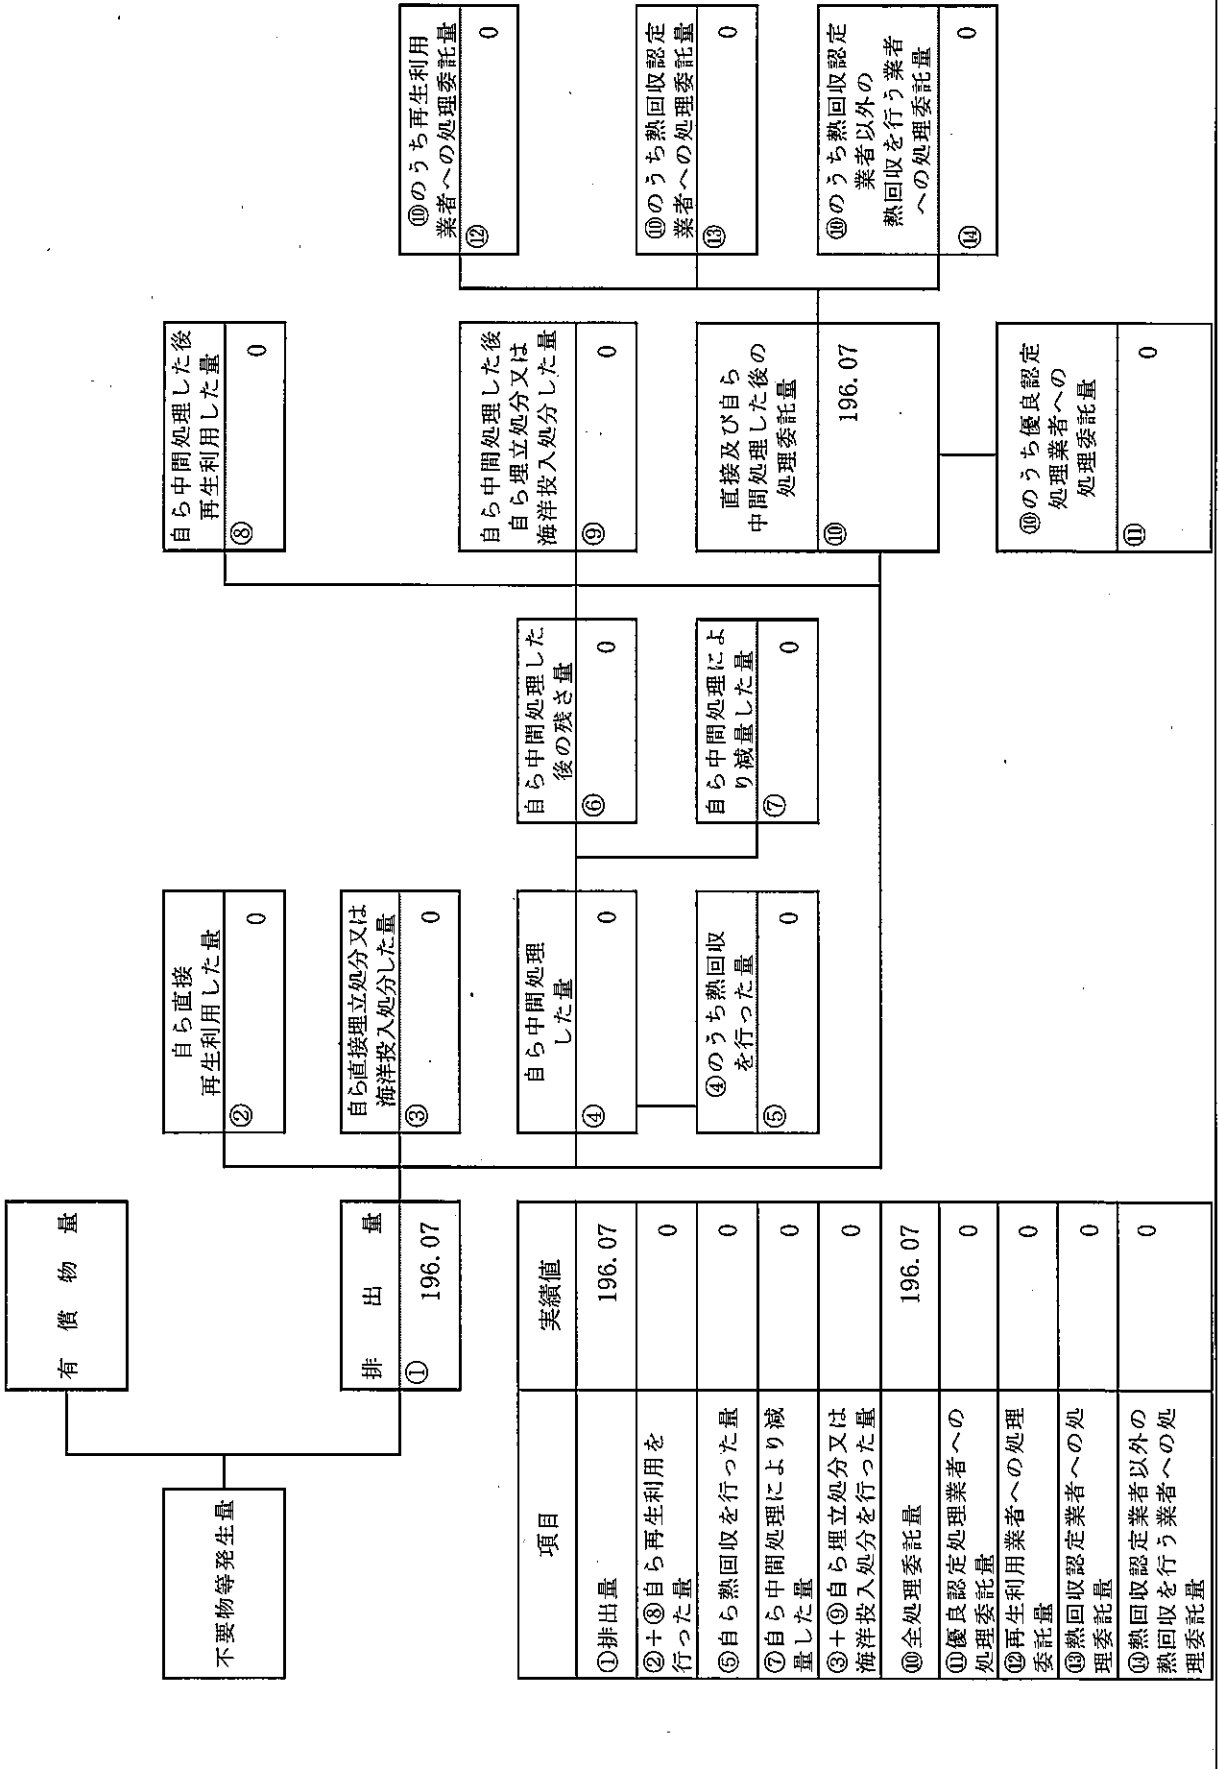 不要物等発生量
有償物量
排出量
①
196.07
自ら直接
再生利用した量
②
0
自ら直接埋立処分又は
海洋投入処分した量
③
0
自ら中間処理
した量
④
0
④のうち熱回収
を行った量
⑤
0
自ら中間処理した
後の残さ量
⑥
0
自ら中間処理によ
り減量した量
⑦
0
自ら中間処理した後
再生利用した量
⑧
0
自ら中間処理した後
自ら埋立処分又は
海洋投入処分した量
⑨
0
直接及び自ら
中間処理した後の
処理委託量
⑩
196.07
⑩のうち優良認定
処理業者への
処理委託量
⑪
0
⑩のうち再生利用
業者への処理委託量
⑫
0
⑩のうち熱回収認定
業者への処理委託量
⑬
0
⑩のうち熱回収認定
業者以外の
熱回収を行う業者
への処理委託量
⑭
0
項目
実績値
①排出量
196.07
②+⑧自ら再生利用を
行った量
0
⑤自ら熱回収を行った量
0
⑦自ら中間処理により減
量した量
0
③+⑨自ら埋立処分又は
海洋投入処分を行った量
0
⑩全処理委託量
196.07
⑪優良認定処理業者への
処理委託量
0
⑫再生利用業者への処理
委託量
0
⑬熱回収認定業者への処
理委託量
0
⑭熱回収認定業者以外の
熱回収を行う業者への処
理委託量
0